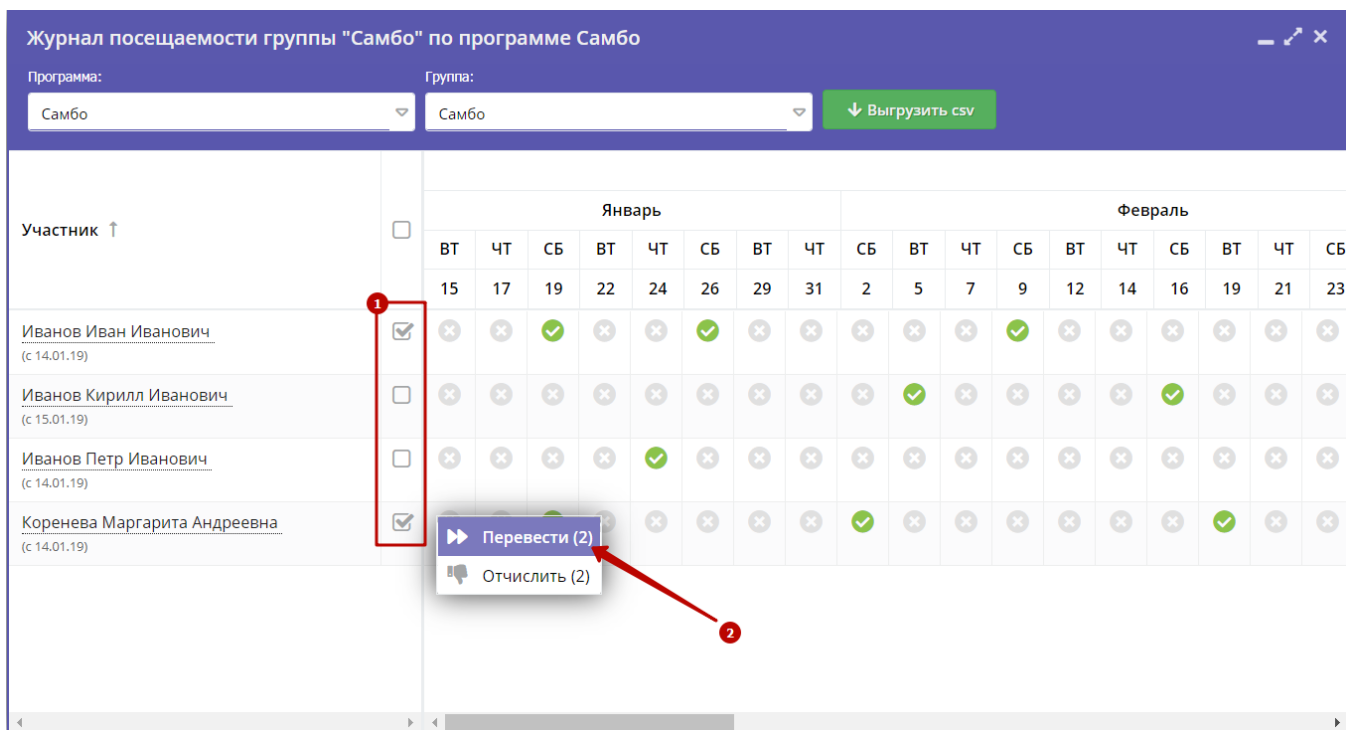 Журнал посещаемости группы "Самбо" по программе Самбо
Программа: Группа:
Самбо Самбо Выгрузить csv
Январь Февраль
Участник
ВТ ЧТ СБ ВТ ЧТ СБ ВТ ЧТ СБ ВТ ЧТ СБ ВТ ЧТ СБ ВТ ЧТ СБ
15 17 19 22 24 26 29 31 2 5 7 9 12 14 16 19 21 23
1
Иванов Иван Иванович
(с 14.01.19)
Иванов Кирилл Иванович
(с 15.01.19)
Иванов Петр Иванович
(с 14.01.19)
Коренева Маргарита Андреевна
(с 14.01.19)
Перевести (2)
Отчислить (2)
2